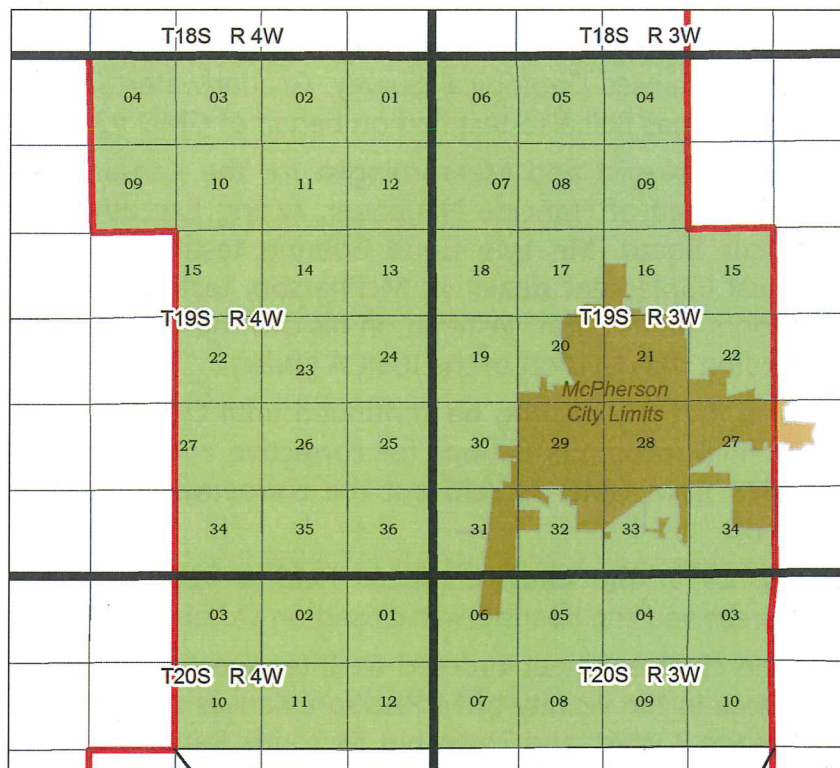 T18S R 4W T18S R 3W
04 03 02 01 06 05 04
09 10 11 12 07 08 09
15 14 13 18 17 16 15
T19S R 4W T19S R 3W
22 23 24 19 20 21 22
McPherson
City Limits
27 26 25 30 29 28 27
34 35 36 31 32 33 34
03 02 01 06 05 04 03
T20S R 4W T20S R 3W
10 11 12 07 08 09 10